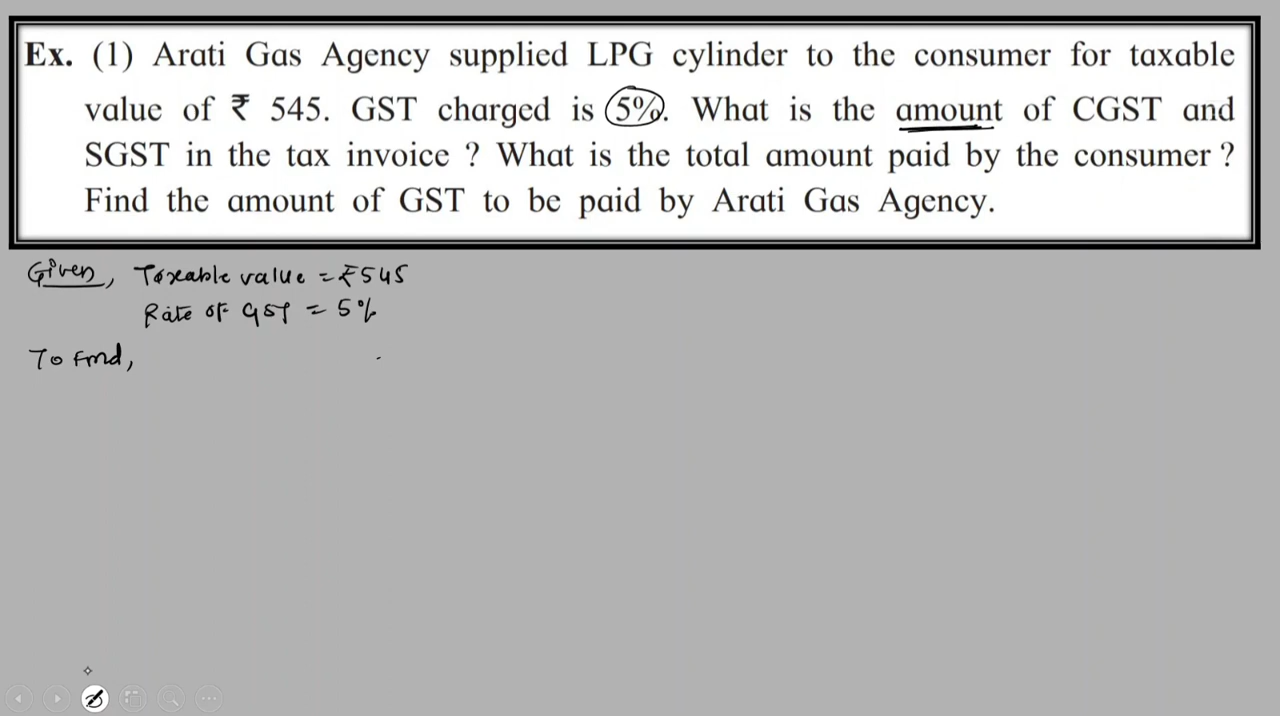 Ex. (1) Arati Gas Agency supplied LPG cylinder to the consumer for taxable
value of ₹ 545. GST charged is 5%. What is the amount of CGST and
SGST in the tax invoice ? What is the total amount paid by the consumer ?
Find the amount of GST to be paid by Arati Gas Agency.
Given, Taxable value = ₹545
Rate of GST = 5%
To Find,